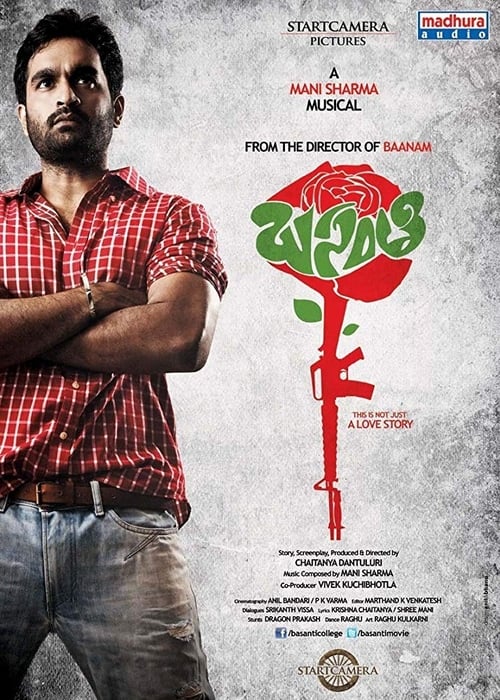 STARTCAMERA
PICTURES
madhura
audio
A
MANI SHARMA
MUSICAL
FROM THE DIRECTOR OF BAANAM
బసంతి
THIS IS NOT JUST
A LOVE STORY
Story, Screenplay, Produced & Directed by
CHAITANYA DANTULURI
Music Composed by MANI SHARMA
Co-Producer VIVEK KUCHIBHOTLA
Cinematography ANIL BANDARI / P K VARMA Editor MARTHAND K VENKATESH
Dialogues SRIKANTH VISSA Lyrics KRISHNA CHAITANYA / SHREE MANI
Stunts DRAGON PRAKASH Dance RAGHU Art RAGHU KULKARNI
f /basanticollege /basantimovie
STARTCAMERA